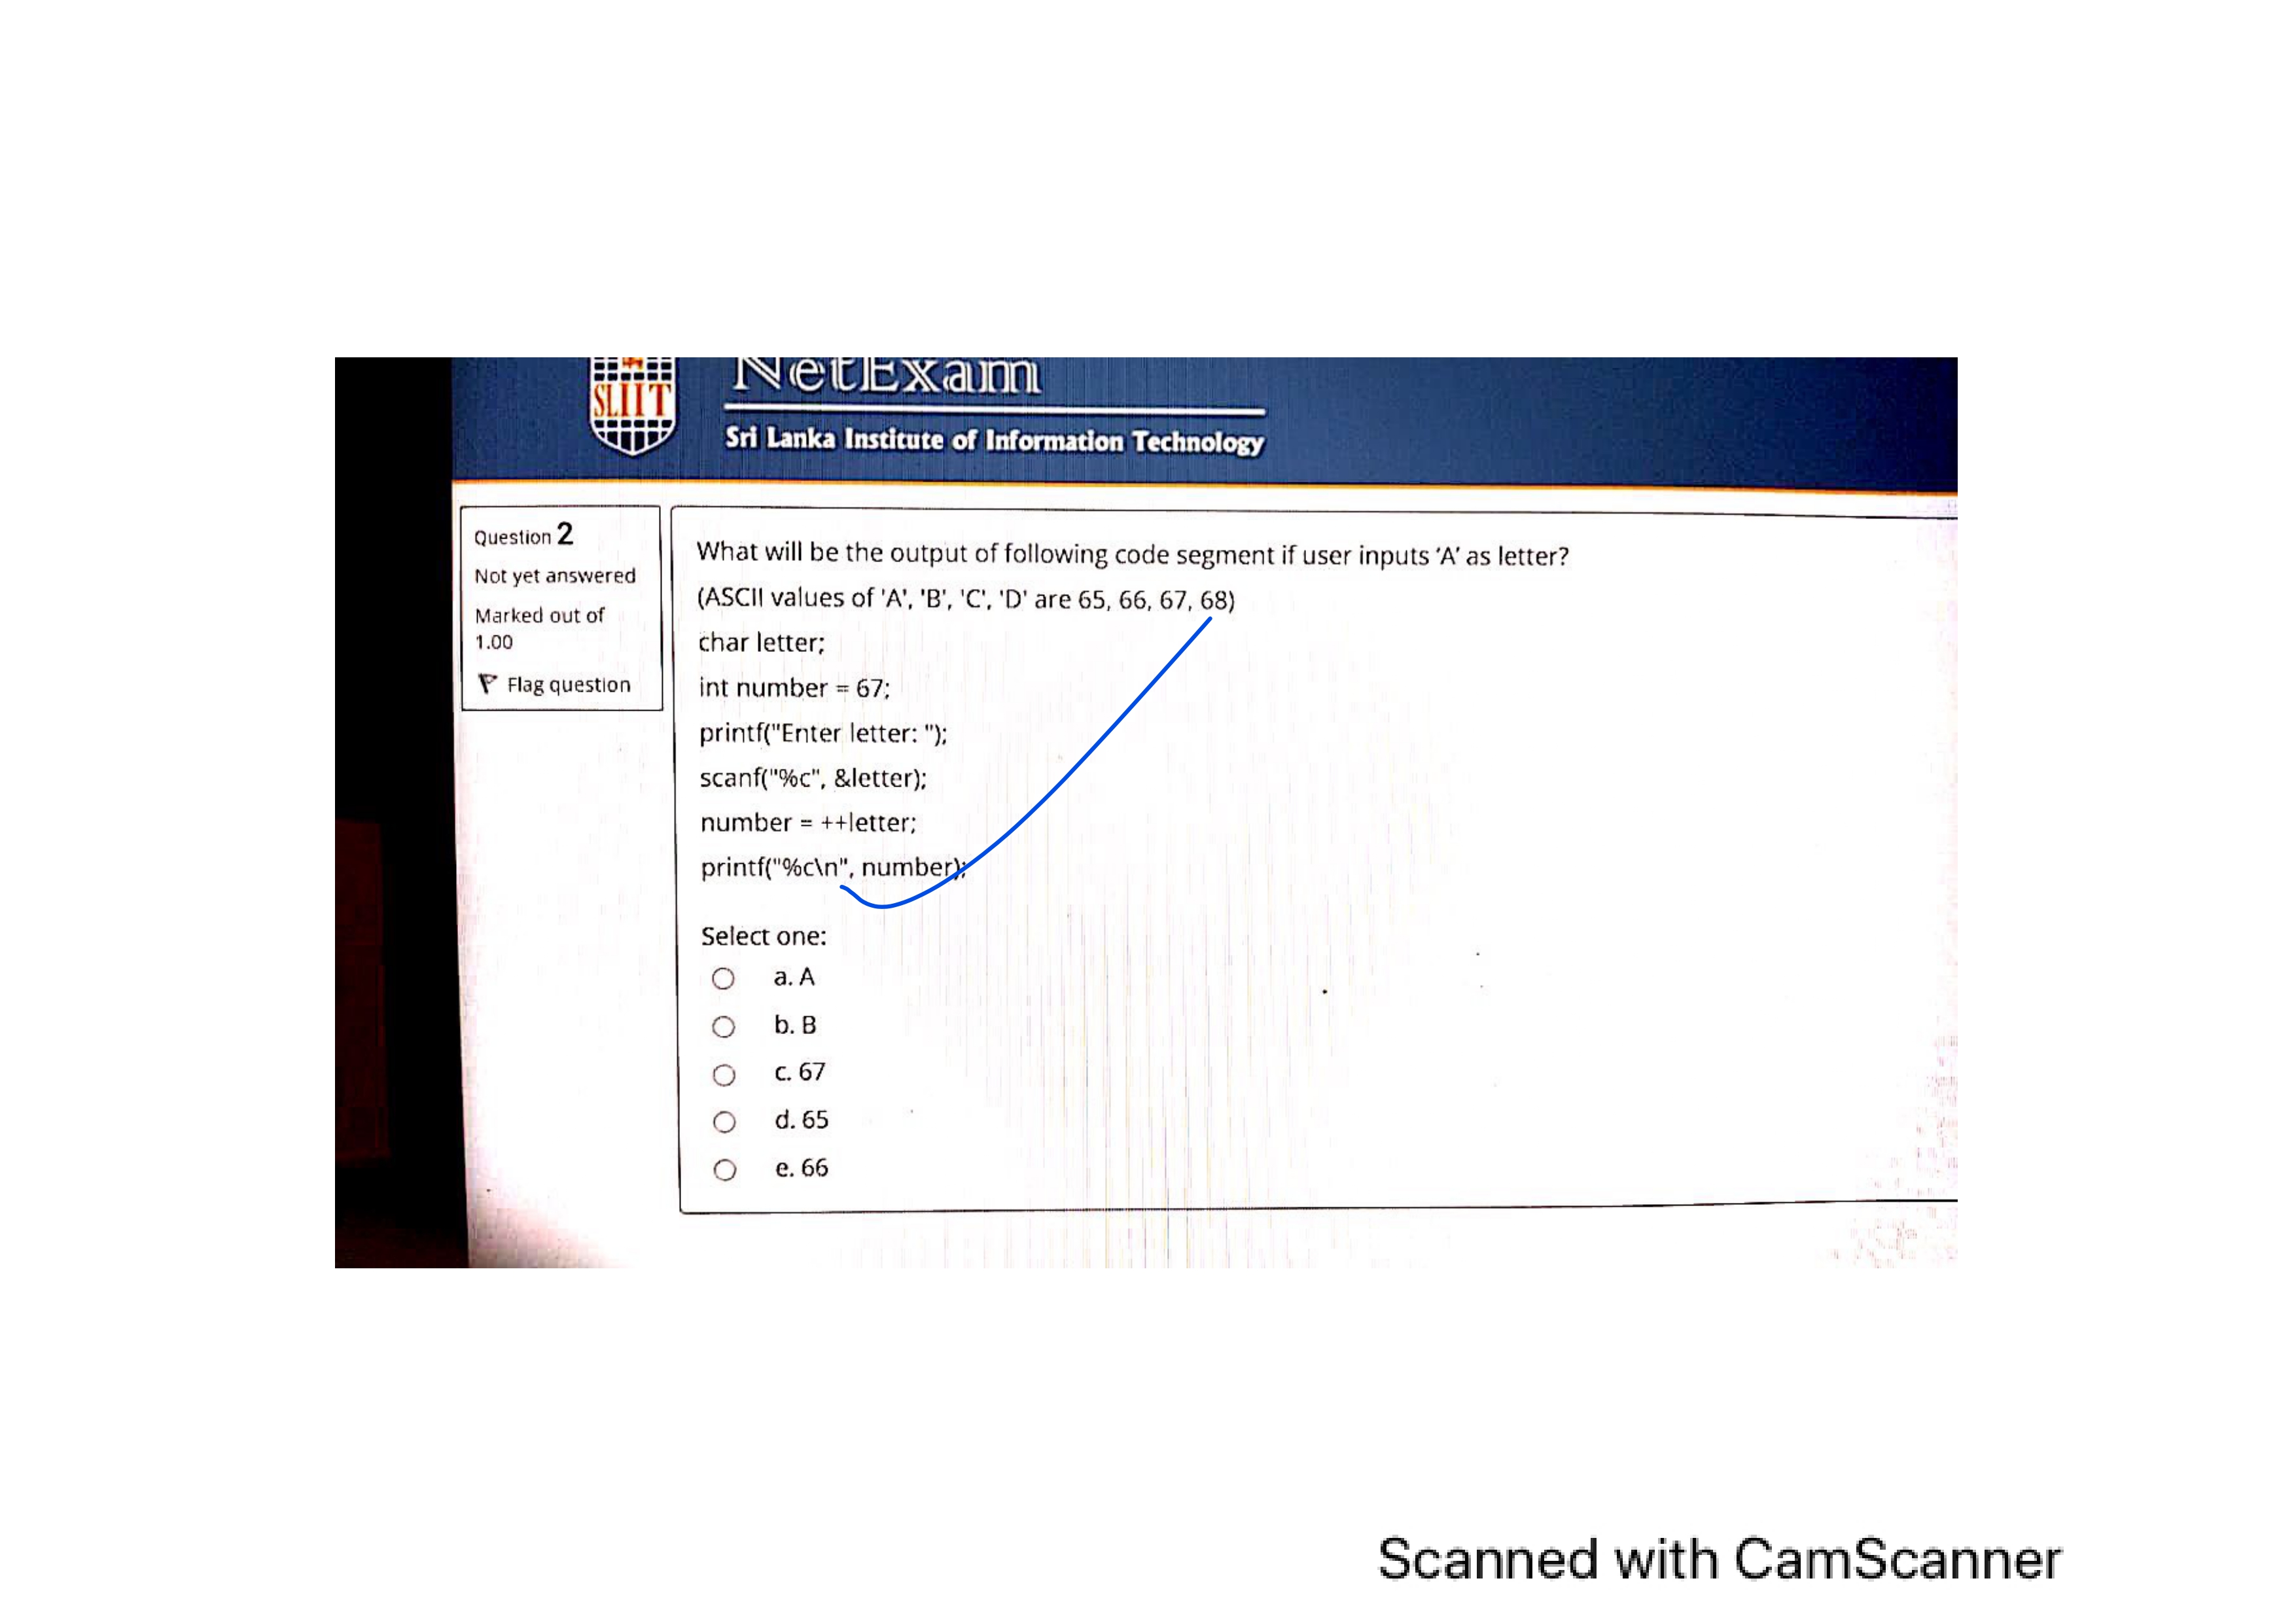 NetExam
SLIIT
Sri Lanka Institute of Information Technology
Question 2
Not yet answered
Marked out of
1.00
Flag question
What will be the output of following code segment if user inputs ‘A’ as letter?
(ASCII values of 'A', 'B', 'C', 'D' are 65, 66, 67, 68)
char letter;
int number = 67;
printf("Enter letter: ");
scanf("%c", &letter);
number = ++letter;
printf("%c\n", number);
Select one:
a. A
b. B
c. 67
d. 65
e. 66
Scanned with CamScanner